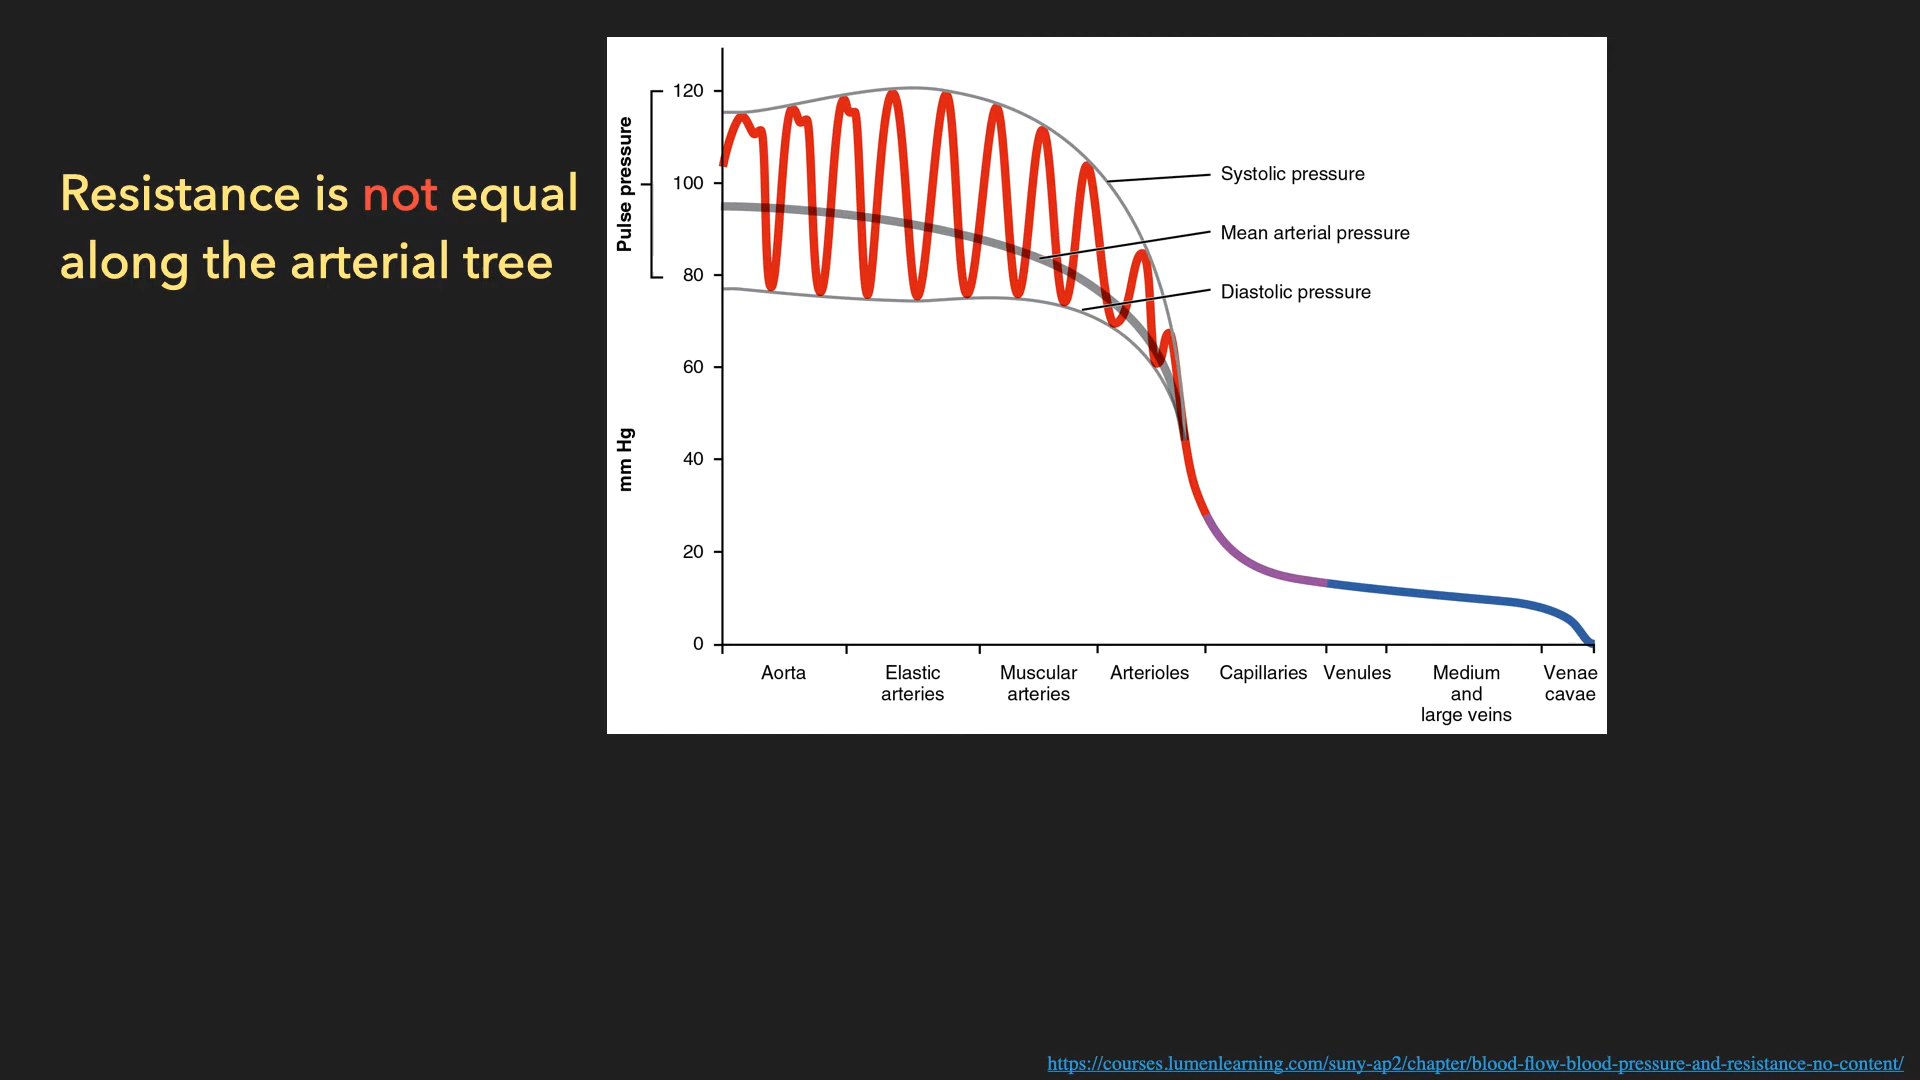 Resistance is not equal
along the arterial tree
Pulse pressure
mm Hg
120
100
80
60
40
20
0
Systolic pressure
Mean arterial pressure
Diastolic pressure
Aorta
Elastic
arteries
Muscular
arteries
Arterioles
Capillaries
Venules
Medium
and
large veins
Venae
cavae
https://courses.lumenlearning.com/suny-ap2/chapter/blood-flow-blood-pressure-and-resistance-no-content/